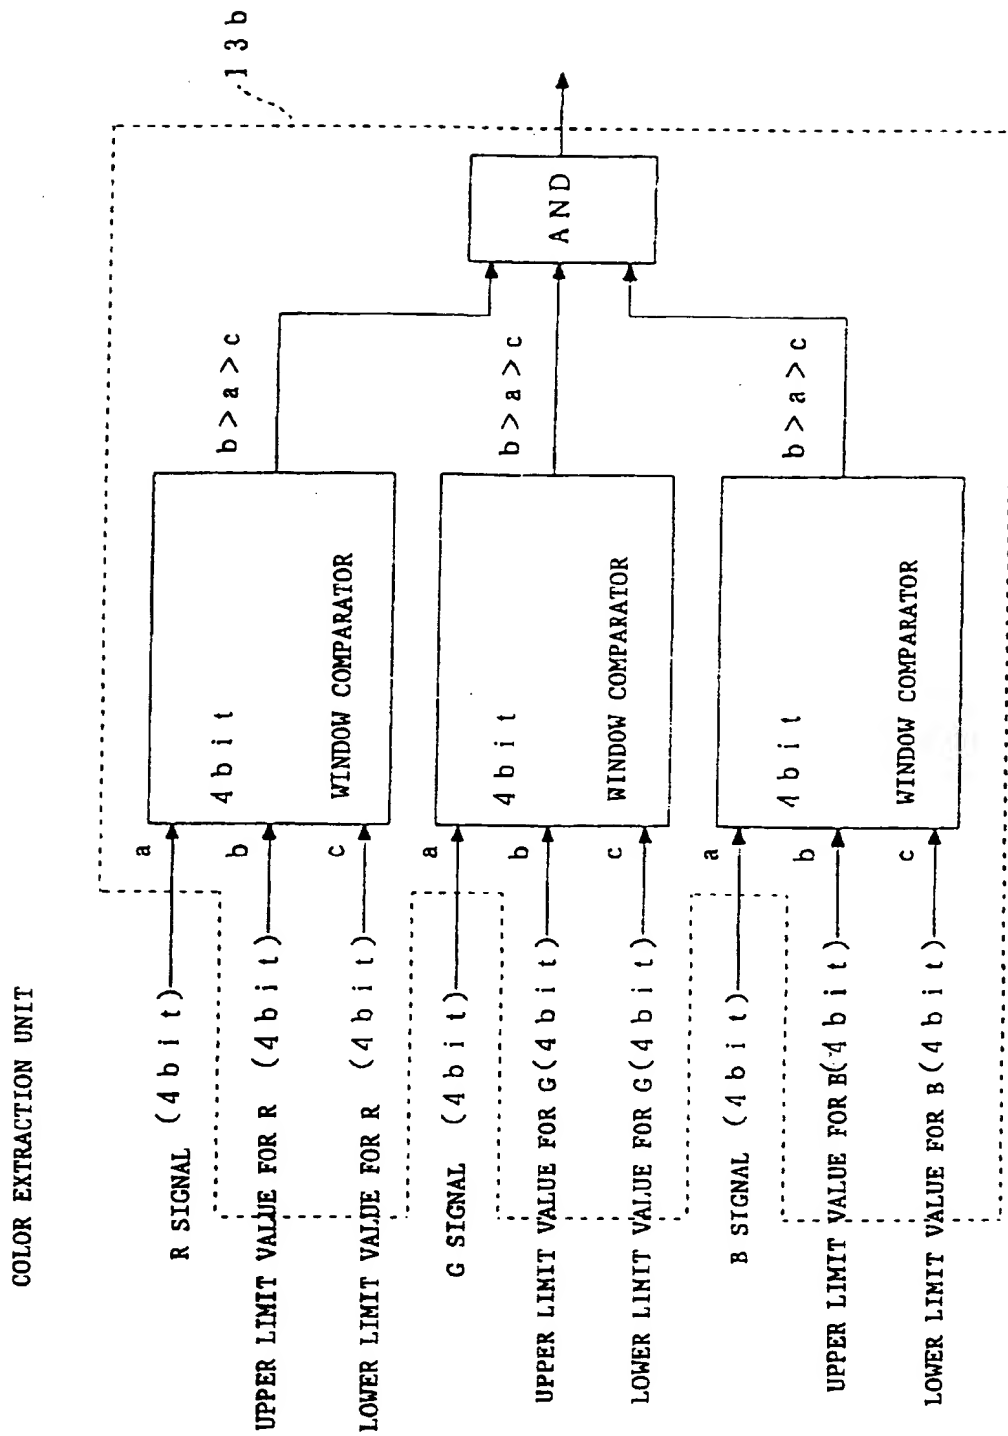 COLOR EXTRACTION UNIT
13b
R SIGNAL (4bit)
a
UPPER LIMIT VALUE FOR R (4bit)
b
LOWER LIMIT VALUE FOR R (4bit)
c
4bit
WINDOW COMPARATOR
b>a>c
G SIGNAL (4bit)
a
UPPER LIMIT VALUE FOR G(4bit)
b
LOWER LIMIT VALUE FOR G(4bit)
c
4bit
WINDOW COMPARATOR
b>a>c
AND
B SIGNAL (4bit)
a
UPPER LIMIT VALUE FOR B(4bit)
b
LOWER LIMIT VALUE FOR B(4bit)
c
4bit
WINDOW COMPARATOR
b>a>c